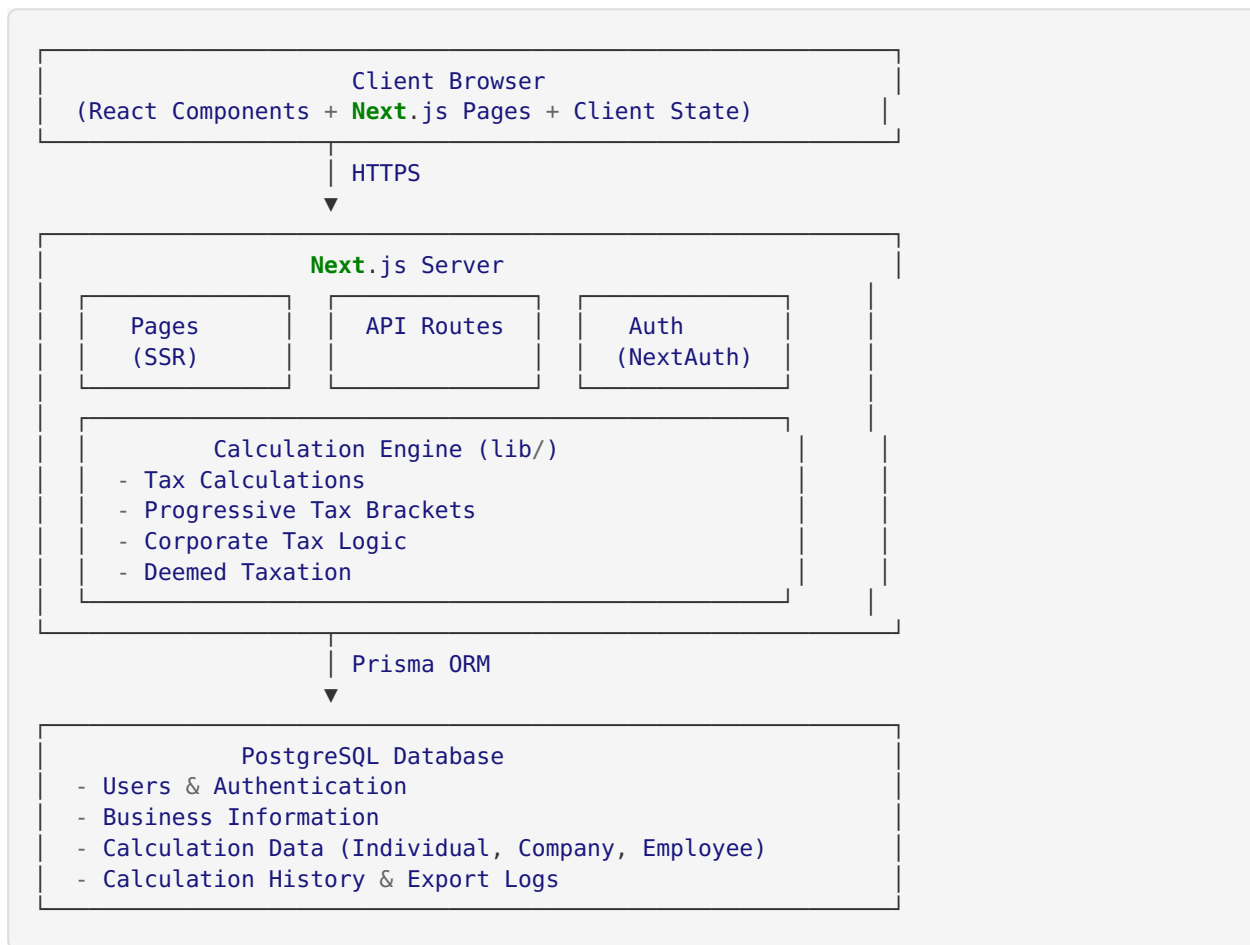 Client Browser
(React Components + Next.js Pages + Client State)
HTTPS
Next.js Server
Pages API Routes Auth
(SSR) (NextAuth)
Calculation Engine (lib/)
- Tax Calculations
- Progressive Tax Brackets
- Corporate Tax Logic
- Deemed Taxation
Prisma ORM
PostgreSQL Database
- Users & Authentication
- Business Information
- Calculation Data (Individual, Company, Employee)
- Calculation History & Export Logs